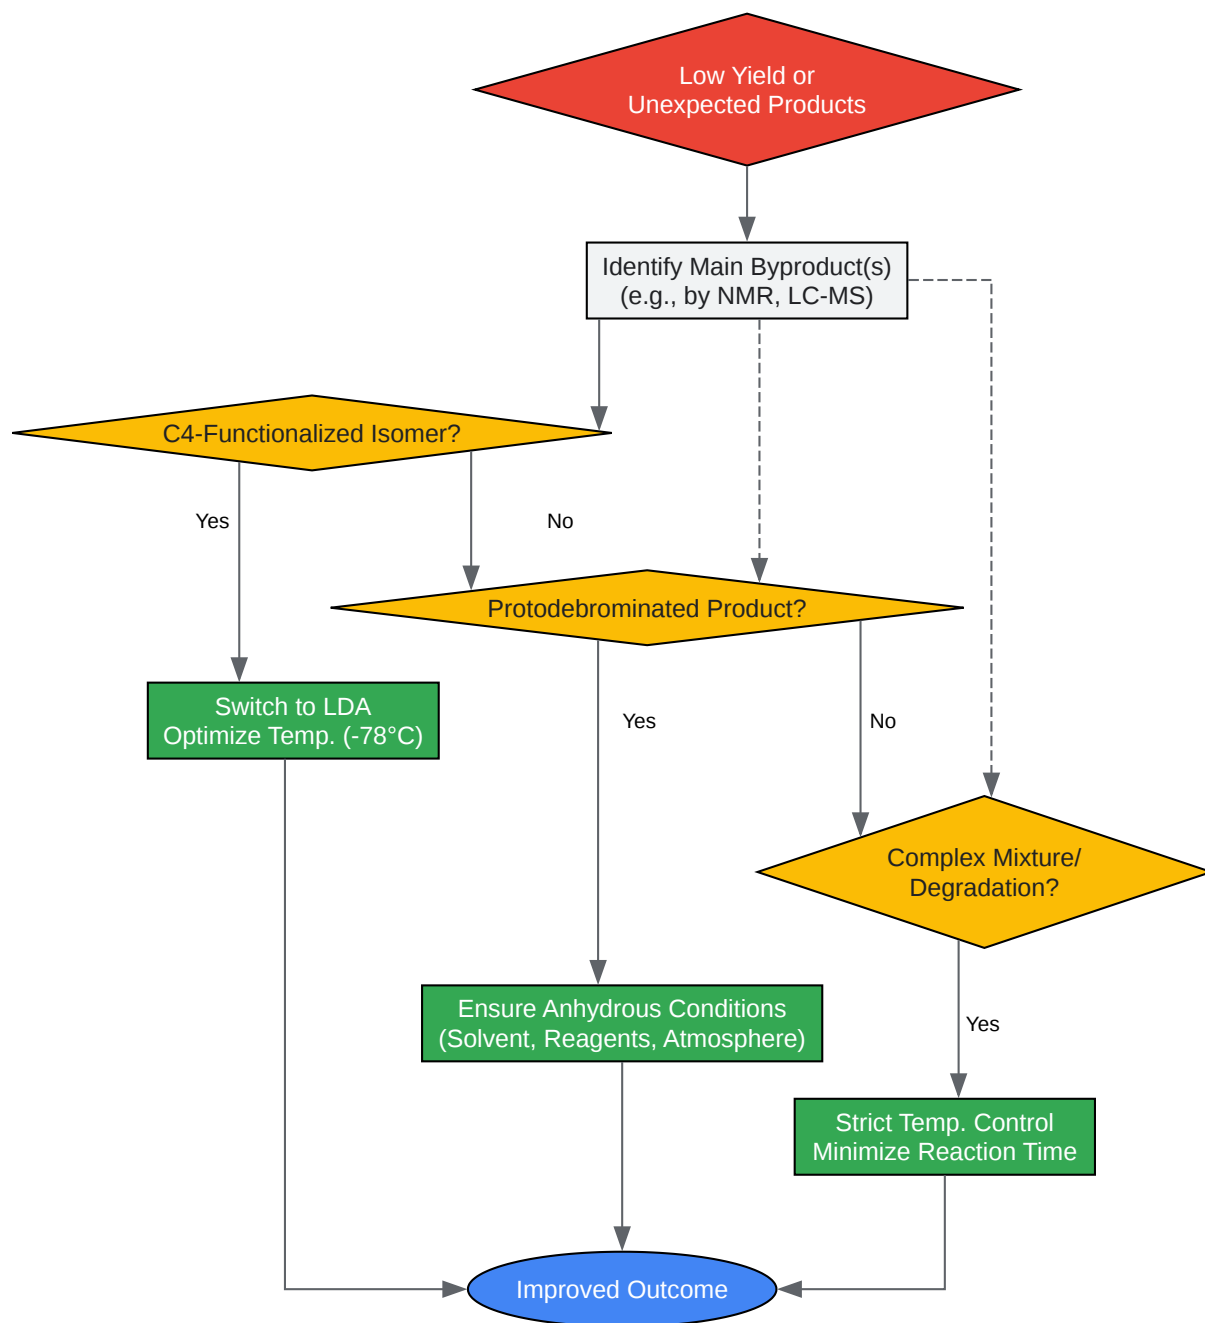 Low Yield or
Unexpected Products
Identify Main Byproduct(s)
(e.g., by NMR, LC-MS)
C4-Functionalized Isomer?
Yes
No
Protodebrominated Product?
Switch to LDA
Optimize Temp. (-78°C)
Yes
No
Complex Mixture/
Degradation?
Ensure Anhydrous Conditions
(Solvent, Reagents, Atmosphere)
Yes
Strict Temp. Control
Minimize Reaction Time
Improved Outcome